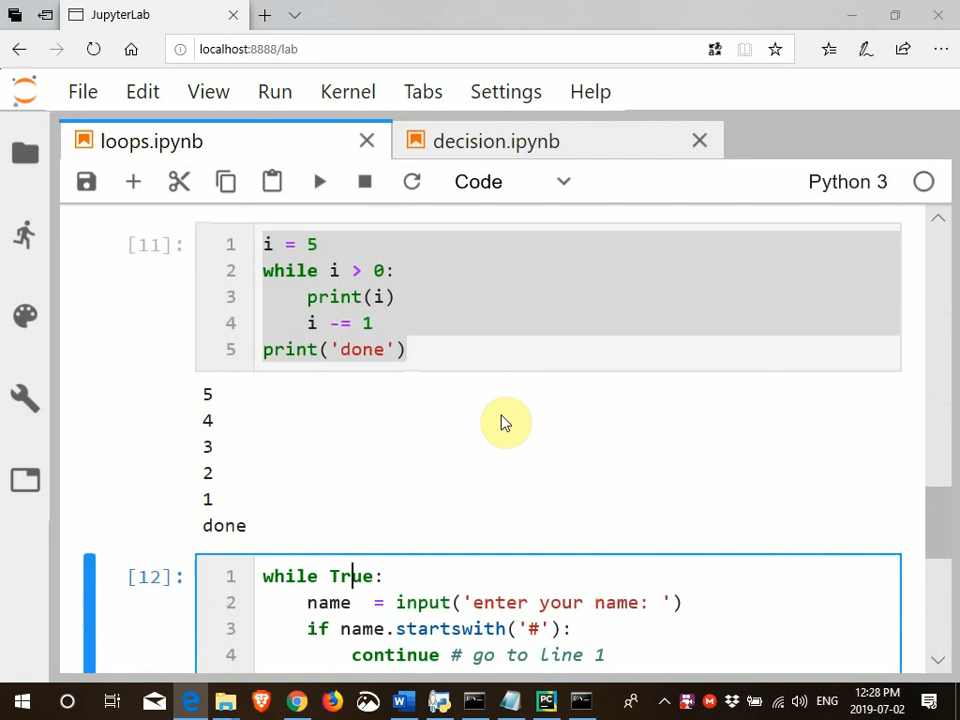 JupyterLab
localhost:8888/lab
File Edit View Run Kernel Tabs Settings Help
loops.ipynb decision.ipynb
Code Python 3
[11]:
1 i = 5
2 while i > 0:
3     print(i)
4     i -= 1
5 print('done')
5
4
3
2
1
done
[12]:
1 while True:
2     name  = input('enter your name: ')
3     if name.startswith('#'):
4         continue # go to line 1
ENG
12:28 PM
2019-07-02